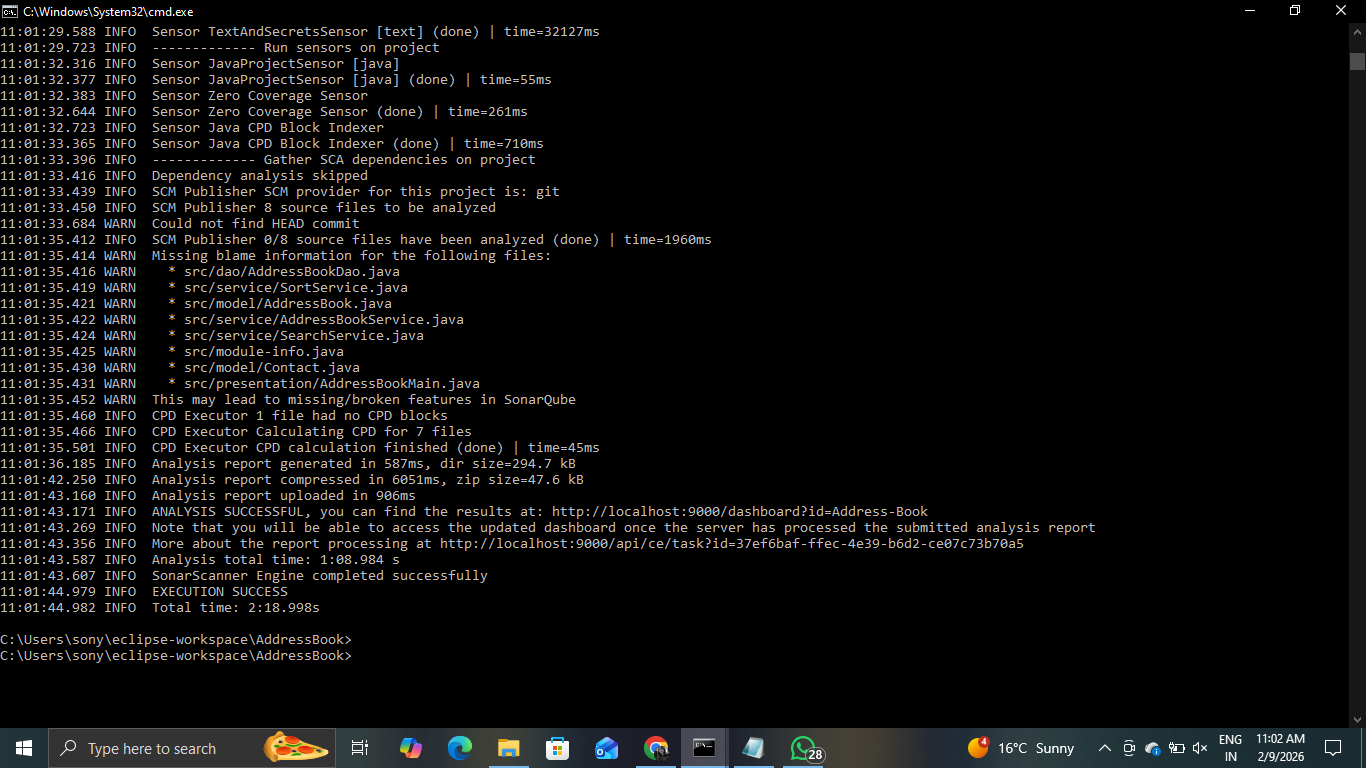 C:\Windows\System32\cmd.exe
11:01:29.588 INFO  Sensor TextAndSecretsSensor [text] (done) | time=32127ms
11:01:29.723 INFO  ------------- Run sensors on project
11:01:32.316 INFO  Sensor JavaProjectSensor [java]
11:01:32.377 INFO  Sensor JavaProjectSensor [java] (done) | time=55ms
11:01:32.383 INFO  Sensor Zero Coverage Sensor
11:01:32.644 INFO  Sensor Zero Coverage Sensor (done) | time=261ms
11:01:32.723 INFO  Sensor Java CPD Block Indexer
11:01:33.365 INFO  Sensor Java CPD Block Indexer (done) | time=710ms
11:01:33.396 INFO  ------------- Gather SCA dependencies on project
11:01:33.416 INFO  Dependency analysis skipped
11:01:33.439 INFO  SCM Publisher SCM provider for this project is: git
11:01:33.450 INFO  SCM Publisher 8 source files to be analyzed
11:01:33.684 WARN  Could not find HEAD commit
11:01:35.412 INFO  SCM Publisher 0/8 source files have been analyzed (done) | time=1960ms
11:01:35.414 WARN  Missing blame information for the following files:
11:01:35.416 WARN    * src/dao/AddressBookDao.java
11:01:35.419 WARN    * src/service/SortService.java
11:01:35.421 WARN    * src/model/AddressBook.java
11:01:35.422 WARN    * src/service/AddressBookService.java
11:01:35.424 WARN    * src/service/SearchService.java
11:01:35.425 WARN    * src/module-info.java
11:01:35.430 WARN    * src/model/Contact.java
11:01:35.431 WARN    * src/presentation/AddressBookMain.java
11:01:35.452 WARN  This may lead to missing/broken features in SonarQube
11:01:35.460 INFO  CPD Executor 1 file had no CPD blocks
11:01:35.466 INFO  CPD Executor Calculating CPD for 7 files
11:01:35.501 INFO  CPD Executor CPD calculation finished (done) | time=45ms
11:01:36.185 INFO  Analysis report generated in 587ms, dir size=294.7 kB
11:01:42.250 INFO  Analysis report compressed in 6051ms, zip size=47.6 kB
11:01:43.160 INFO  Analysis report uploaded in 906ms
11:01:43.171 INFO  ANALYSIS SUCCESSFUL, you can find the results at: http://localhost:9000/dashboard?id=Address-Book
11:01:43.269 INFO  Note that you will be able to access the updated dashboard once the server has processed the submitted analysis report
11:01:43.356 INFO  More about the report processing at http://localhost:9000/api/ce/task?id=37ef6baf-ffec-4e39-b6d2-ce07c73b70a5
11:01:43.587 INFO  Analysis total time: 1:08.984 s
11:01:43.607 INFO  SonarScanner Engine completed successfully
11:01:44.979 INFO  EXECUTION SUCCESS
11:01:44.982 INFO  Total time: 2:18.998s
C:\Users\sony\eclipse-workspace\AddressBook>
C:\Users\sony\eclipse-workspace\AddressBook>
Type here to search
28
4
16°C Sunny
ENG
IN
11:02 AM
2/9/2026